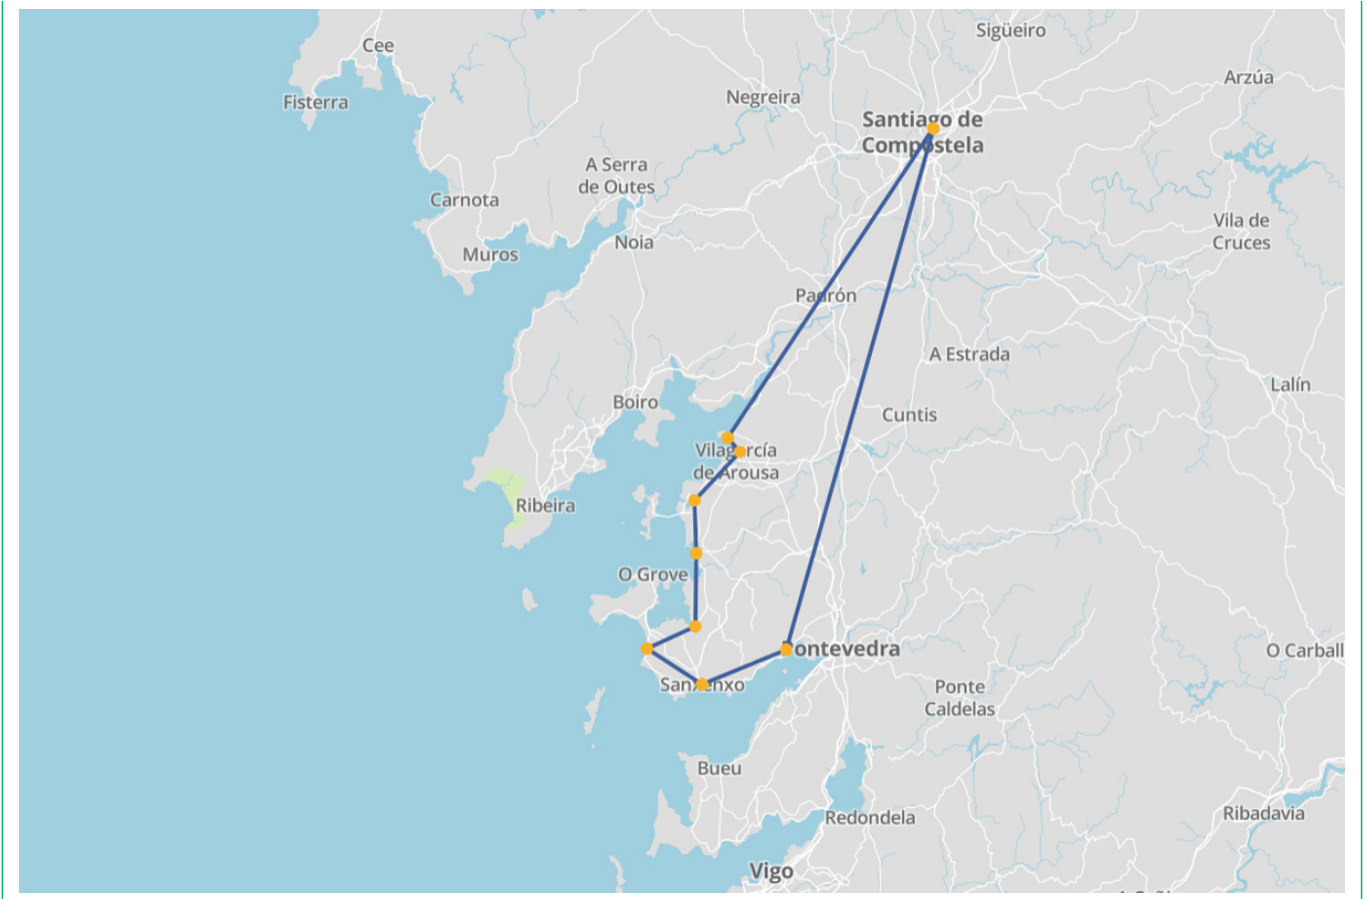 Sigüeiro
Cee
Arzúa
Negreira
Fisterra
Santiago de
Compostela
A Serra
de Outes
Carnota
Vila de
Cruces
Noia
Muros
Padrón
A Estrada
Lalín
Boiro
Cuntis
Vilagarcía
de Arousa
Ribeira
O Grove
Pontevedra
O Carball
Sanxenxo
Ponte
Caldelas
Bueu
Ribadavia
Redondela
Vigo